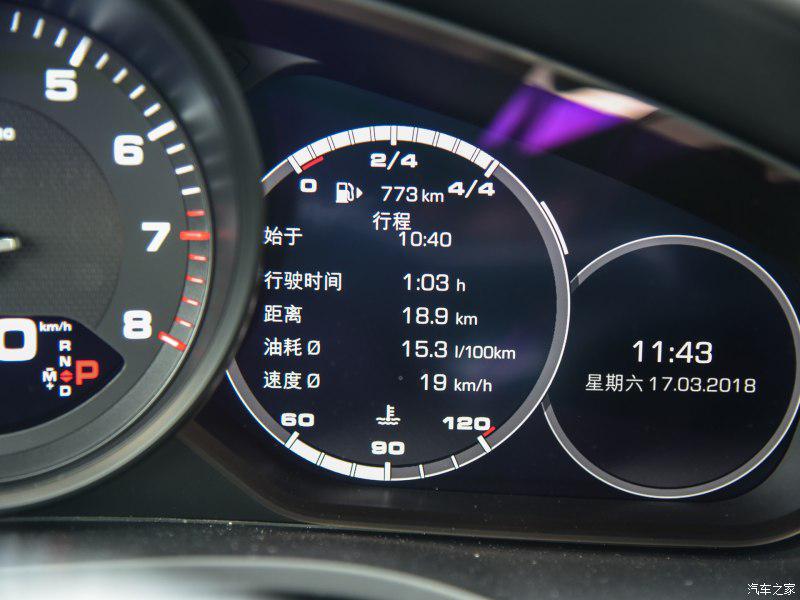 5
6
7
8
0 km/h
R
N
M P
+
D
0 2/4 4/4
773 km
行程
始于 10:40
行驶时间 1:03 h
距离 18.9 km
油耗 Ø 15.3 l/100km
速度 Ø 19 km/h
60 90 120
11:43
星期六 17.03.2018
汽车之家